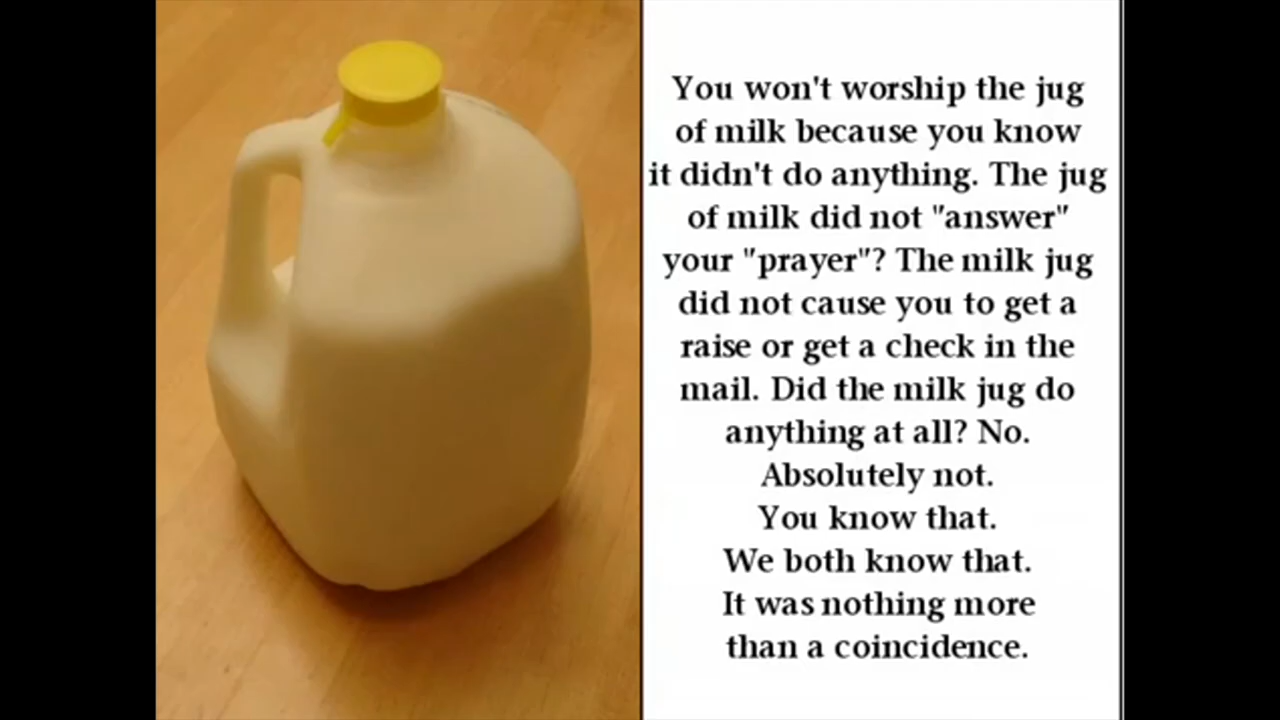 You won't worship the jug
of milk because you know
it didn't do anything. The jug
of milk did not "answer"
your "prayer"? The milk jug
did not cause you to get a
raise or get a check in the
mail. Did the milk jug do
anything at all? No.
Absolutely not.
You know that.
We both know that.
It was nothing more
than a coincidence.